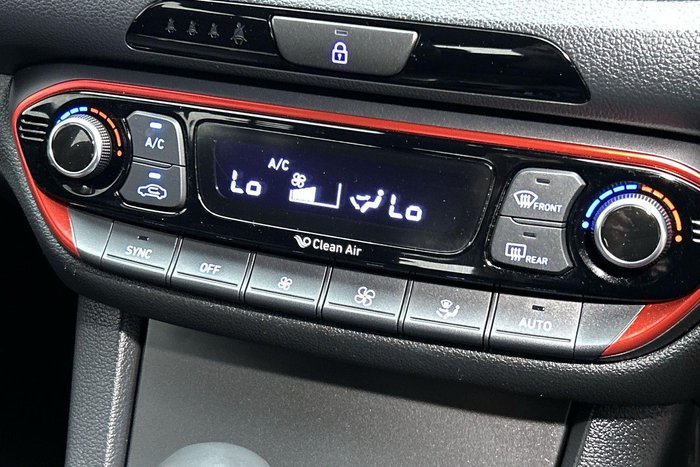 A/C
A/C
Lo
Lo
Clean Air
FRONT
REAR
SYNC
OFF
AUTO